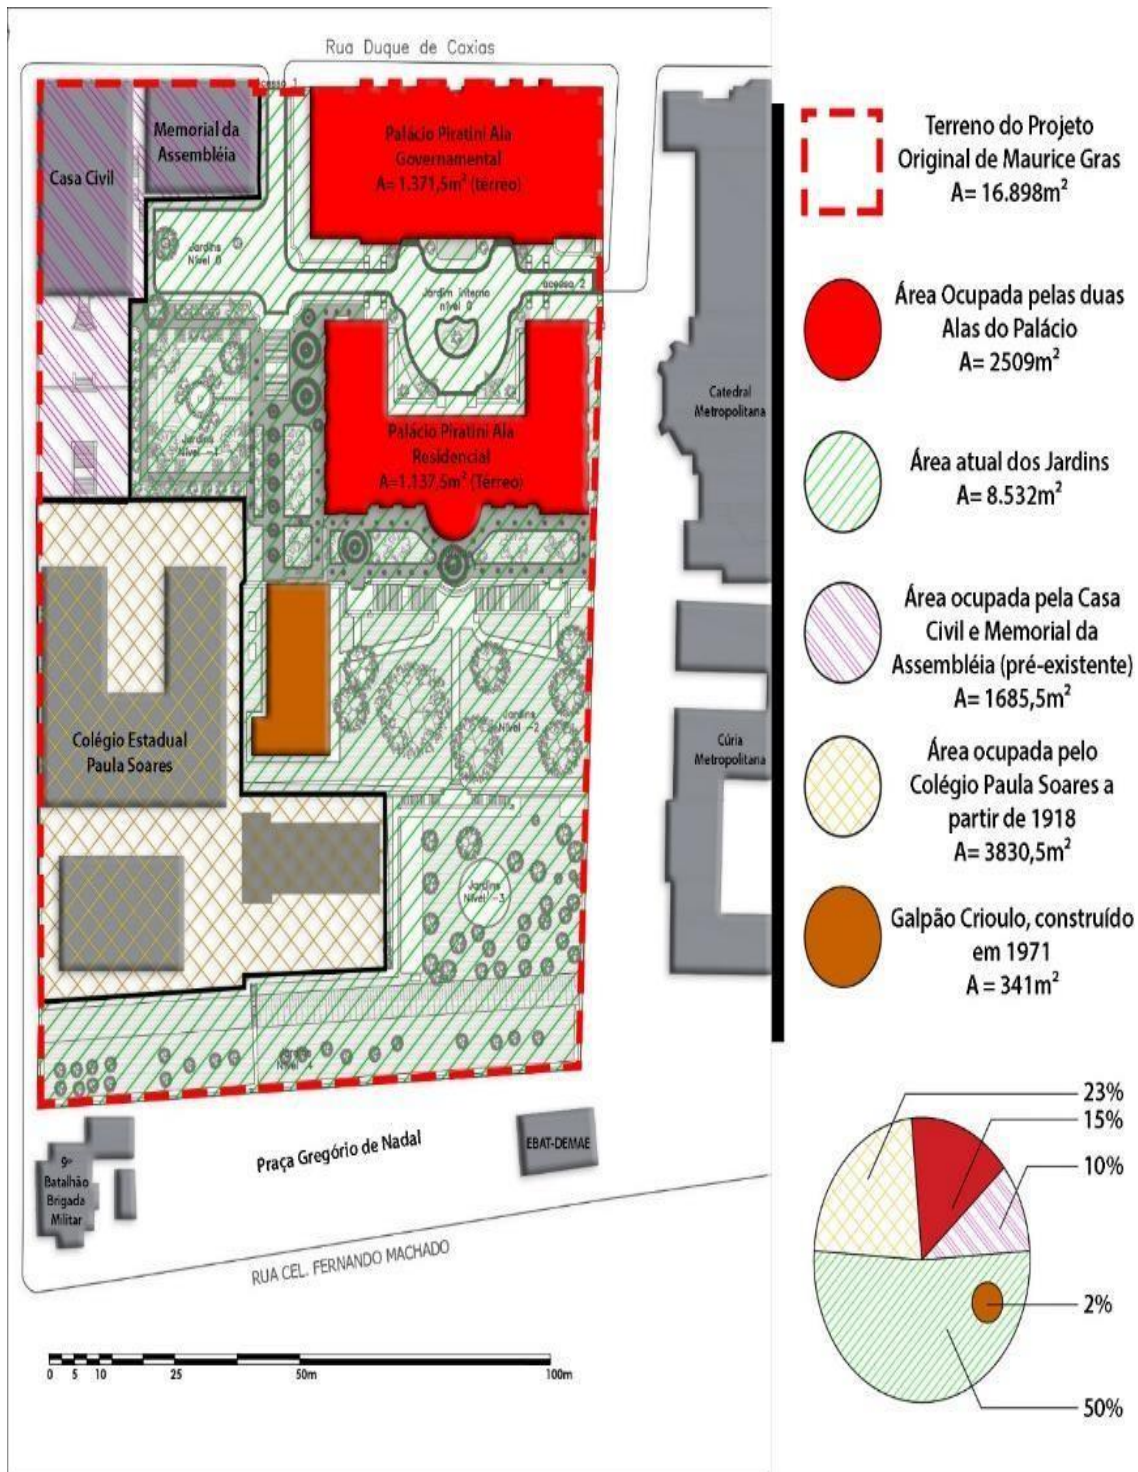 Rua Duque de Caxias
acesso 1
Casa Civil
Memorial da
Assembléia
Palácio Piratini Ala
Governamental
A= 1.371,5m² (térreo)
Jardins
Nível 0
Jardim Interno
nível 0
acesso 2
Jardins
Nível -1
Palácio Piratini Ala
Residencial
A=1.137,5m² (Térreo)
Catedral
Metropolitana
Colégio Estadual
Paula Soares
Jardins
Nível -2
Cúria
Metropolitana
Jardins
Nível -3
Jardins
Nível -4
9º
Batalhão
Brigada
Militar
Praça Gregório de Nadal
EBAT-DEMAE
RUA CEL. FERNANDO MACHADO
0 5 10 25 50m 100m
Terreno do Projeto
Original de Maurice Gras
A= 16.898m²
Área Ocupada pelas duas
Alas do Palácio
A= 2509m²
Área atual dos Jardins
A= 8.532m²
Área ocupada pela Casa
Civil e Memorial da
Assembléia (pré-existente)
A= 1685,5m²
Área ocupada pelo
Colégio Paula Soares a
partir de 1918
A= 3830,5m²
Galpão Crioulo, construído
em 1971
A = 341m²
23%
15%
10%
2%
50%